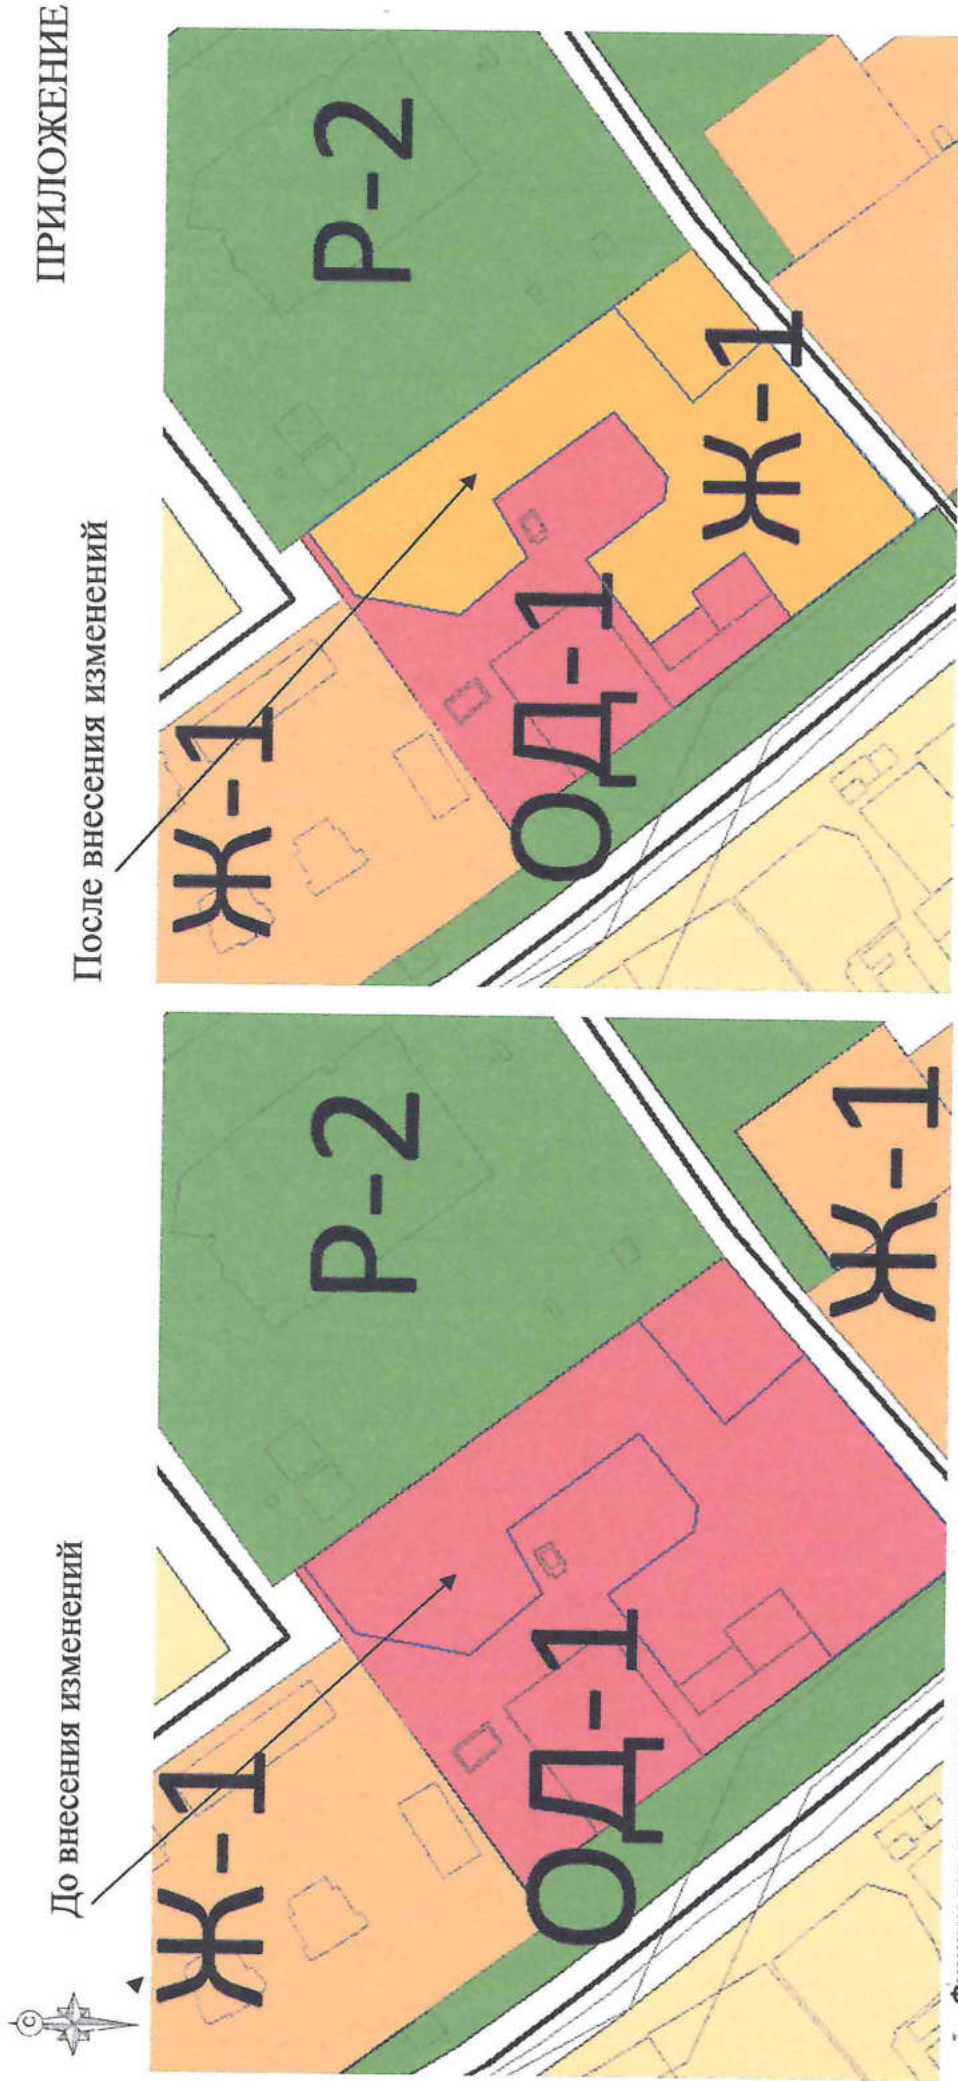 ПРИЛОЖЕНИЕ
До внесения изменений
После внесения изменений
С
Ж-1
Р-2
ОД-1
Ж-1
Ж-1
Р-2
ОД-1
Ж-1